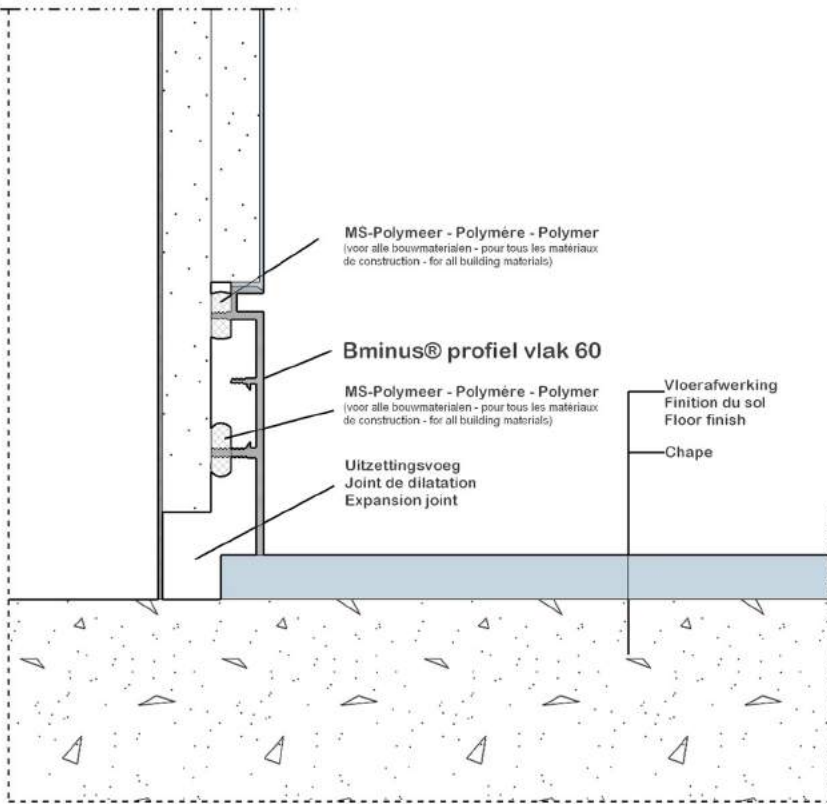 MS-Polymeer - Polymère - Polymer
(voor alle bouwmaterialen - pour tous les matériaux
de construction - for all building materials)
Bminus® profiel vlak 60
MS-Polymeer - Polymère - Polymer
(voor alle bouwmaterialen - pour tous les matériaux
de construction - for all building materials)
Uitzettingsvoeg
Joint de dilatation
Expansion joint
Vloerafwerking
Finition du sol
Floor finish
Chape